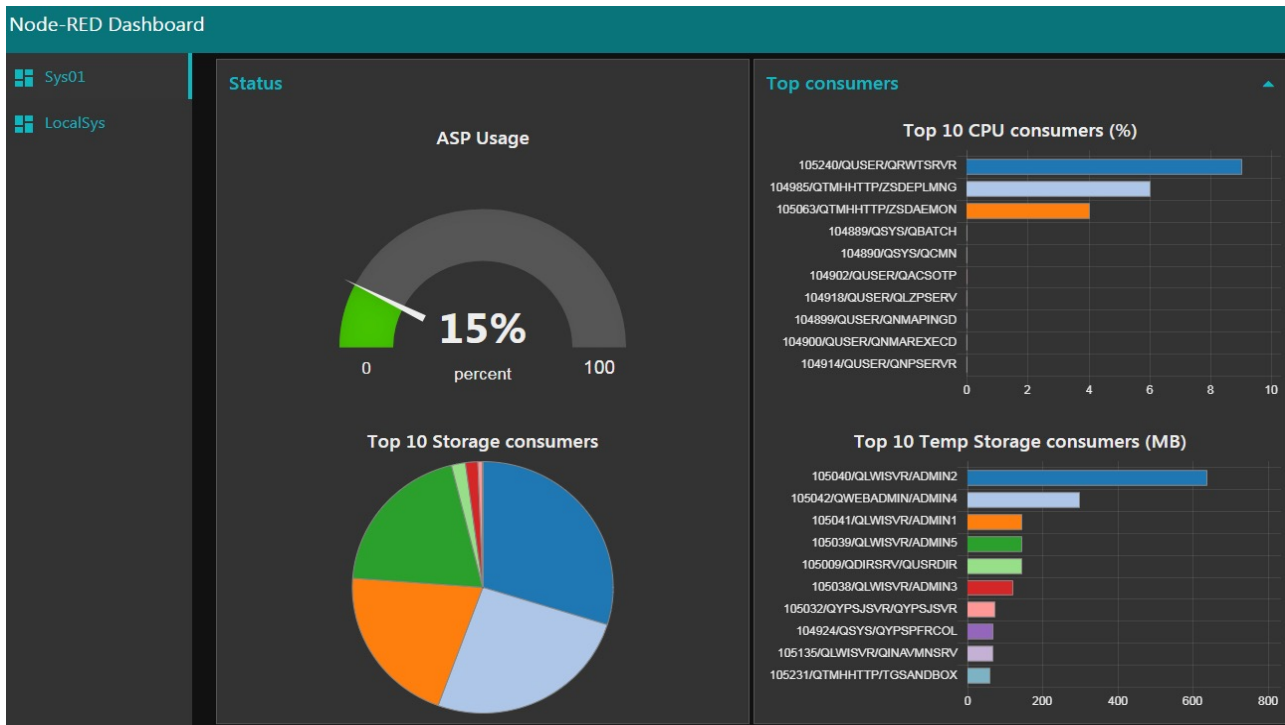 Node-RED Dashboard
Sys01
LocalSys
Status
ASP Usage
15%
0
percent
100
Top 10 Storage consumers
Top consumers
Top 10 CPU consumers (%)
105240/QUSER/QRWTSRVR
104985/QTMHHTTP/ZSDEPLMNG
105063/QTMHHTTP/ZSDAEMON
104889/QSYS/QBATCH
104890/QSYS/QCMN
104902/QUSER/QACSOTP
104918/QUSER/QLZPSERV
104899/QUSER/QNMAPINGD
104900/QUSER/QNMAREXECD
104914/QUSER/QNPSERVR
0 2 4 6 8 10
Top 10 Temp Storage consumers (MB)
105040/QLWISVR/ADMIN2
105042/QWEBADMIN/ADMIN4
105041/QLWISVR/ADMIN1
105039/QLWISVR/ADMIN5
105009/QDIRSRV/QUSRDIR
105038/QLWISVR/ADMIN3
105032/QYPSJSVR/QYPSJSVR
104924/QSYS/QYPSPFRCOL
105135/QLWISVR/QINAVMNSRV
105231/QTMHHTTP/TGSANDBOX
0 200 400 600 800